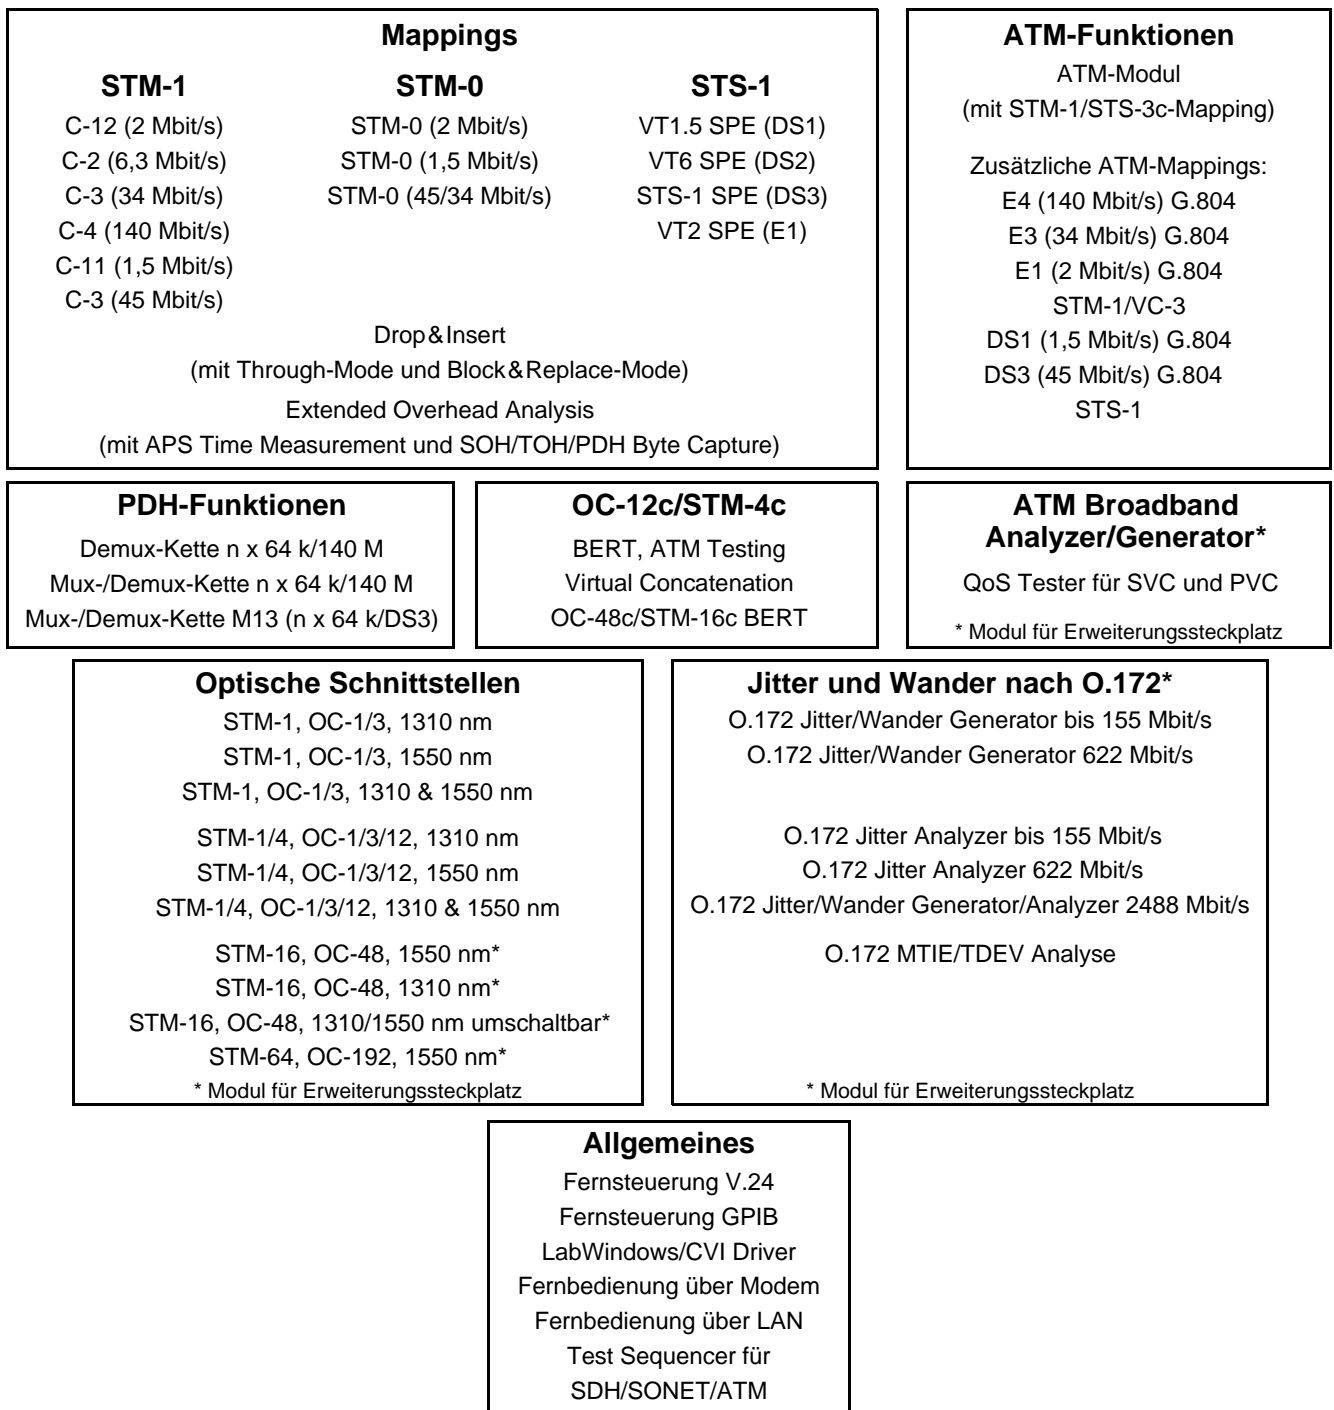 Mappings
STM-1
C-12 (2 Mbit/s)
C-2 (6,3 Mbit/s)
C-3 (34 Mbit/s)
C-4 (140 Mbit/s)
C-11 (1,5 Mbit/s)
C-3 (45 Mbit/s)
STM-0
STM-0 (2 Mbit/s)
STM-0 (1,5 Mbit/s)
STM-0 (45/34 Mbit/s)
STS-1
VT1.5 SPE (DS1)
VT6 SPE (DS2)
STS-1 SPE (DS3)
VT2 SPE (E1)
Drop&Insert
(mit Through-Mode und Block&Replace-Mode)
Extended Overhead Analysis
(mit APS Time Measurement und SOH/TOH/PDH Byte Capture)
ATM-Funktionen
ATM-Modul
(mit STM-1/STS-3c-Mapping)
Zusätzliche ATM-Mappings:
E4 (140 Mbit/s) G.804
E3 (34 Mbit/s) G.804
E1 (2 Mbit/s) G.804
STM-1/VC-3
DS1 (1,5 Mbit/s) G.804
DS3 (45 Mbit/s) G.804
STS-1
PDH-Funktionen
Demux-Kette n x 64 k/140 M
Mux-/Demux-Kette n x 64 k/140 M
Mux-/Demux-Kette M13 (n x 64 k/DS3)
OC-12c/STM-4c
BERT, ATM Testing
Virtual Concatenation
OC-48c/STM-16c BERT
ATM Broadband
Analyzer/Generator*
QoS Tester für SVC und PVC
* Modul für Erweiterungssteckplatz
Optische Schnittstellen
STM-1, OC-1/3, 1310 nm
STM-1, OC-1/3, 1550 nm
STM-1, OC-1/3, 1310 & 1550 nm
STM-1/4, OC-1/3/12, 1310 nm
STM-1/4, OC-1/3/12, 1550 nm
STM-1/4, OC-1/3/12, 1310 & 1550 nm
STM-16, OC-48, 1550 nm*
STM-16, OC-48, 1310 nm*
STM-16, OC-48, 1310/1550 nm umschaltbar*
STM-64, OC-192, 1550 nm*
* Modul für Erweiterungssteckplatz
Jitter und Wander nach O.172*
O.172 Jitter/Wander Generator bis 155 Mbit/s
O.172 Jitter/Wander Generator 622 Mbit/s
O.172 Jitter Analyzer bis 155 Mbit/s
O.172 Jitter Analyzer 622 Mbit/s
O.172 Jitter/Wander Generator/Analyzer 2488 Mbit/s
O.172 MTIE/TDEV Analyse
* Modul für Erweiterungssteckplatz
Allgemeines
Fernsteuerung V.24
Fernsteuerung GPIB
LabWindows/CVI Driver
Fernbedienung über Modem
Fernbedienung über LAN
Test Sequencer für
SDH/SONET/ATM